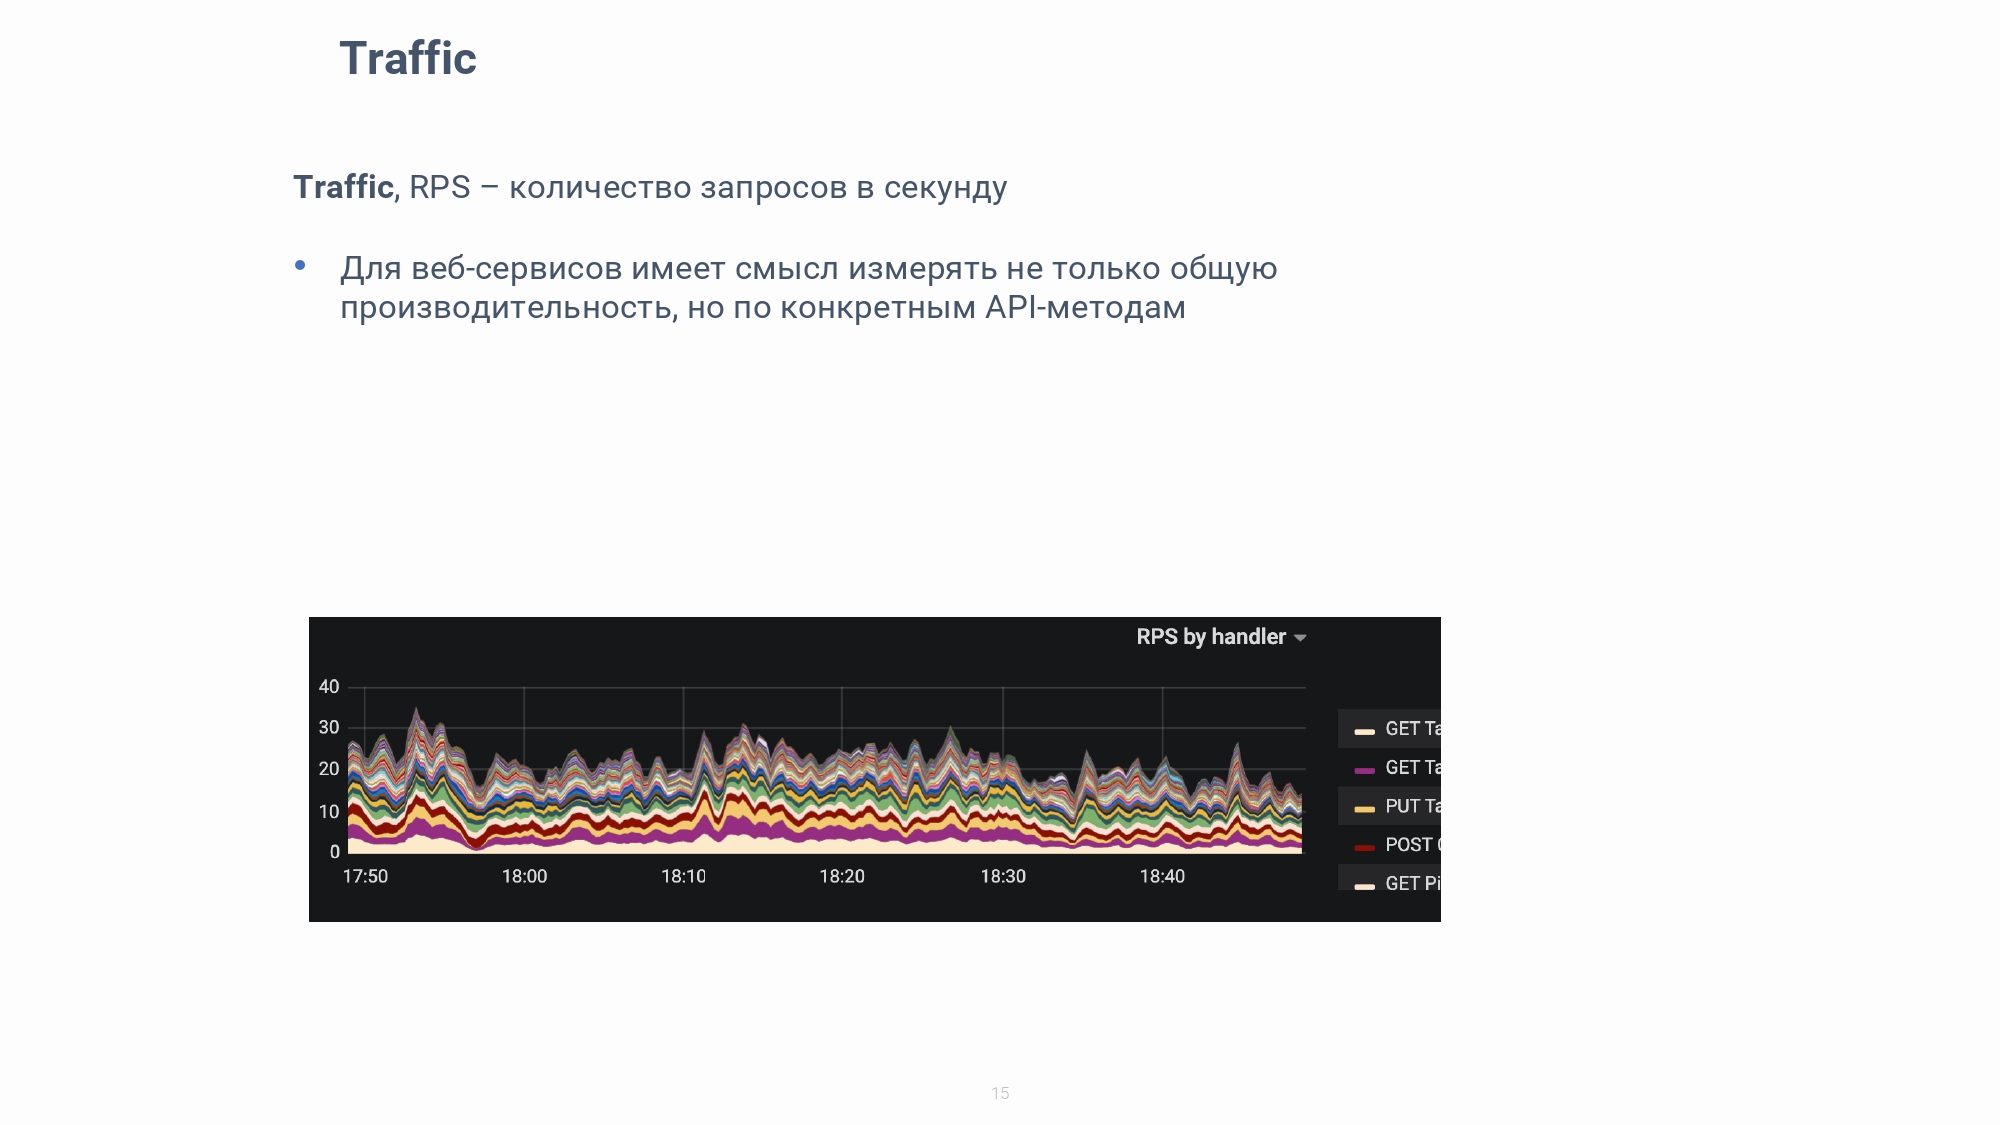 Traffic
Traffic, RPS – количество запросов в секунду
• Для веб-сервисов имеет смысл измерять не только общую
производительность, но по конкретным API-методам
RPS by handler
40
30
20
10
0
17:50 18:00 18:10 18:20 18:30 18:40
GET Ta
GET Ta
PUT Ta
POST
GET Pi
15